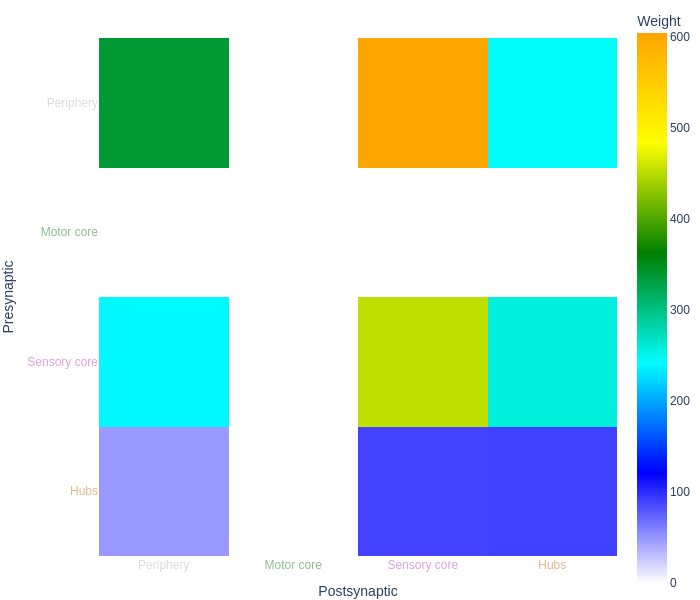 Weight
600
500
400
300
200
100
0
Presynaptic
Periphery
Motor core
Sensory core
Hubs
Periphery
Motor core
Sensory core
Hubs
Postsynaptic